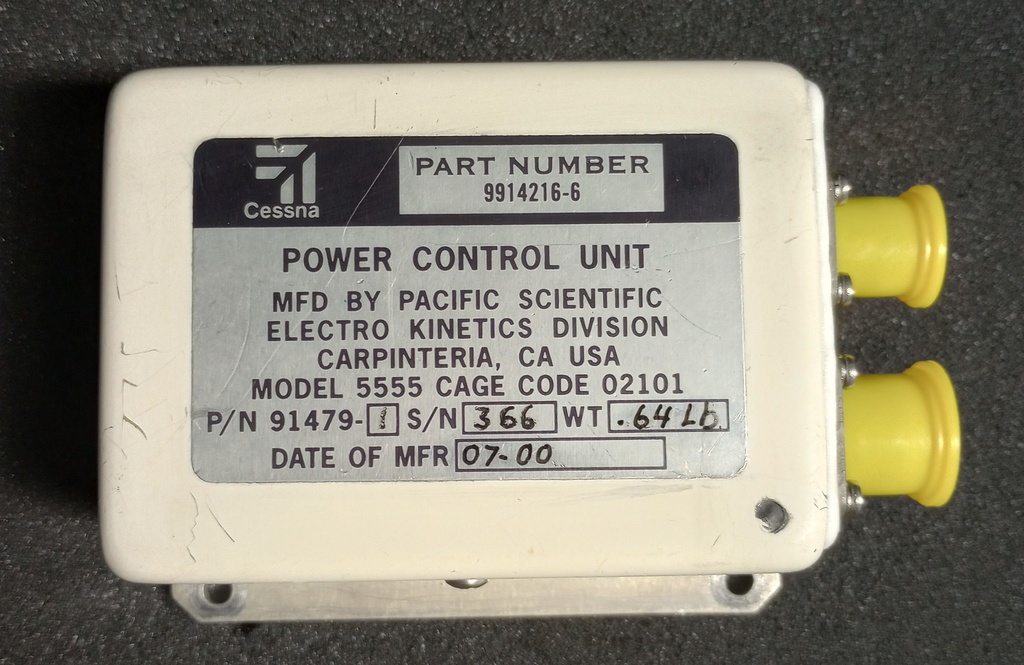 Cessna
PART NUMBER
9914216-6
POWER CONTROL UNIT
MFD BY PACIFIC SCIENTIFIC
ELECTRO KINETICS DIVISION
CARPINTERIA, CA USA
MODEL 5555 CAGE CODE 02101
P/N 91479-1 S/N 366 WT .64 Lb.
DATE OF MFR 07-00